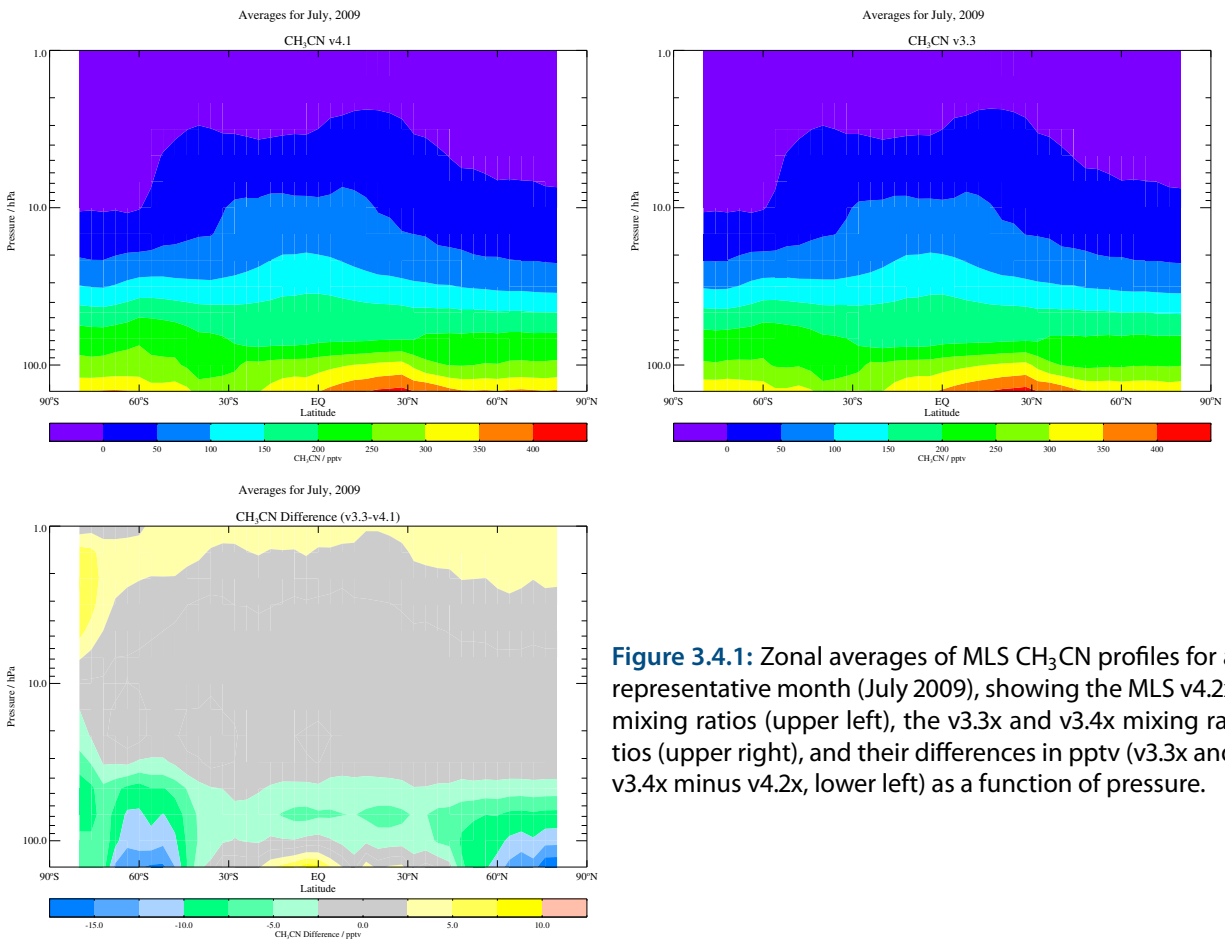 Averages for July, 2009
CH₃CN v4.1
1.0
10.0
100.0
Pressure / hPa
90°S 60°S 30°S EQ 30°N 60°N 90°N
Latitude
0 50 100 150 200 250 300 350 400
CH₃CN / pptv
Averages for July, 2009
CH₃CN v3.3
1.0
10.0
100.0
Pressure / hPa
90°S 60°S 30°S EQ 30°N 60°N 90°N
Latitude
0 50 100 150 200 250 300 350 400
CH₃CN / pptv
Averages for July, 2009
CH₃CN Difference (v3.3-v4.1)
1.0
10.0
100.0
Pressure / hPa
90°S 60°S 30°S EQ 30°N 60°N 90°N
Latitude
-15.0 -10.0 -5.0 0.0 5.0 10.0
CH₃CN Difference / pptv
Figure 3.4.1: Zonal averages of MLS CH₃CN profiles for a
representative month (July 2009), showing the MLS v4.2x
mixing ratios (upper left), the v3.3x and v3.4x mixing ra
tios (upper right), and their differences in pptv (v3.3x and
v3.4x minus v4.2x, lower left) as a function of pressure.